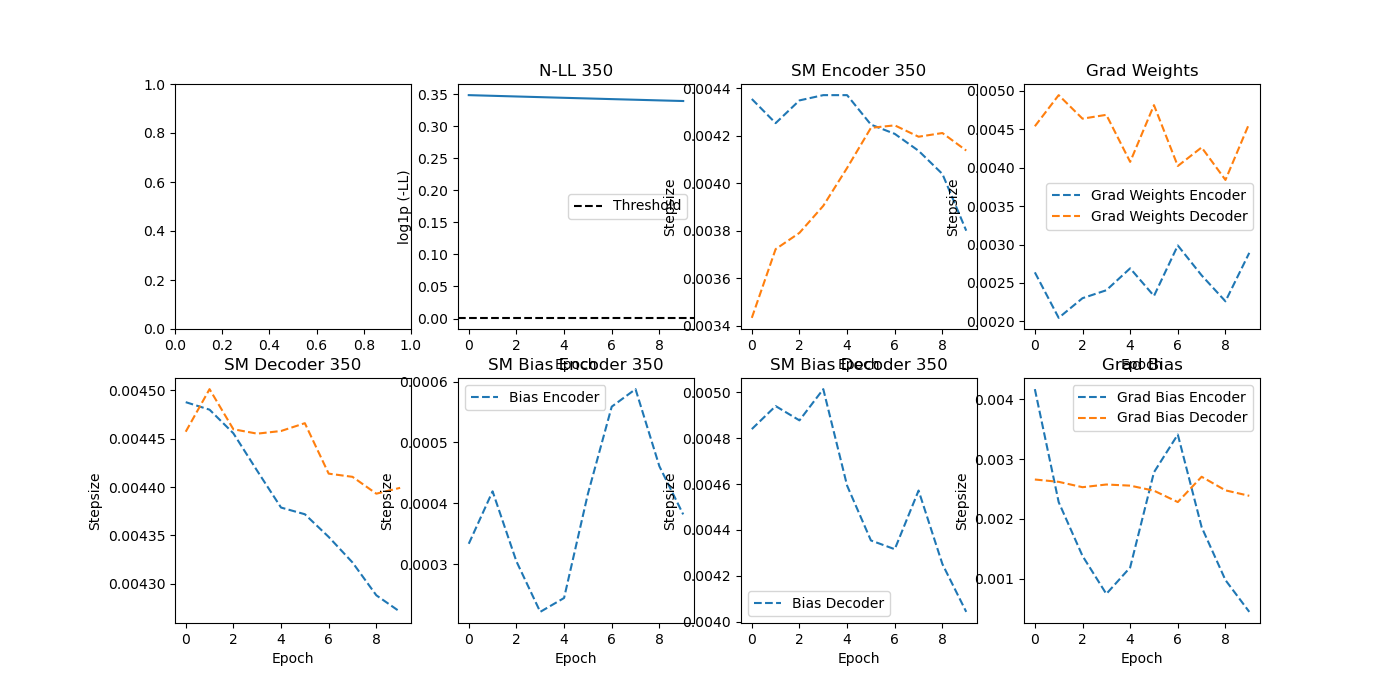 N-LL 350
SM Encoder 350
Grad Weights
1.0
0.8
0.6
0.4
0.2
0.0
0.0 0.2 0.4 0.6 0.8 1.0
log1p (-LL)
0.35
0.30
0.25
0.20
0.15
0.10
0.05
0.00
0 2 4 6 8
Epoch
Threshold
Stepsize
0.0044
0.0042
0.0040
0.0038
0.0036
0.0034
0 2 4 6 8
Epoch
Stepsize
0.0050
0.0045
0.0040
0.0035
0.0030
0.0025
0.0020
0 2 4 6 8
Epoch
Grad Weights Encoder
Grad Weights Decoder
SM Decoder 350
SM Bias Encoder 350
SM Bias Decoder 350
Grad Bias
Stepsize
0.00450
0.00445
0.00440
0.00435
0.00430
0 2 4 6 8
Epoch
Stepsize
0.0006
0.0005
0.0004
0.0003
0 2 4 6 8
Epoch
Bias Encoder
Stepsize
0.0050
0.0048
0.0046
0.0044
0.0042
0.0040
0 2 4 6 8
Epoch
Bias Decoder
Stepsize
0.004
0.003
0.002
0.001
0 2 4 6 8
Epoch
Grad Bias Encoder
Grad Bias Decoder